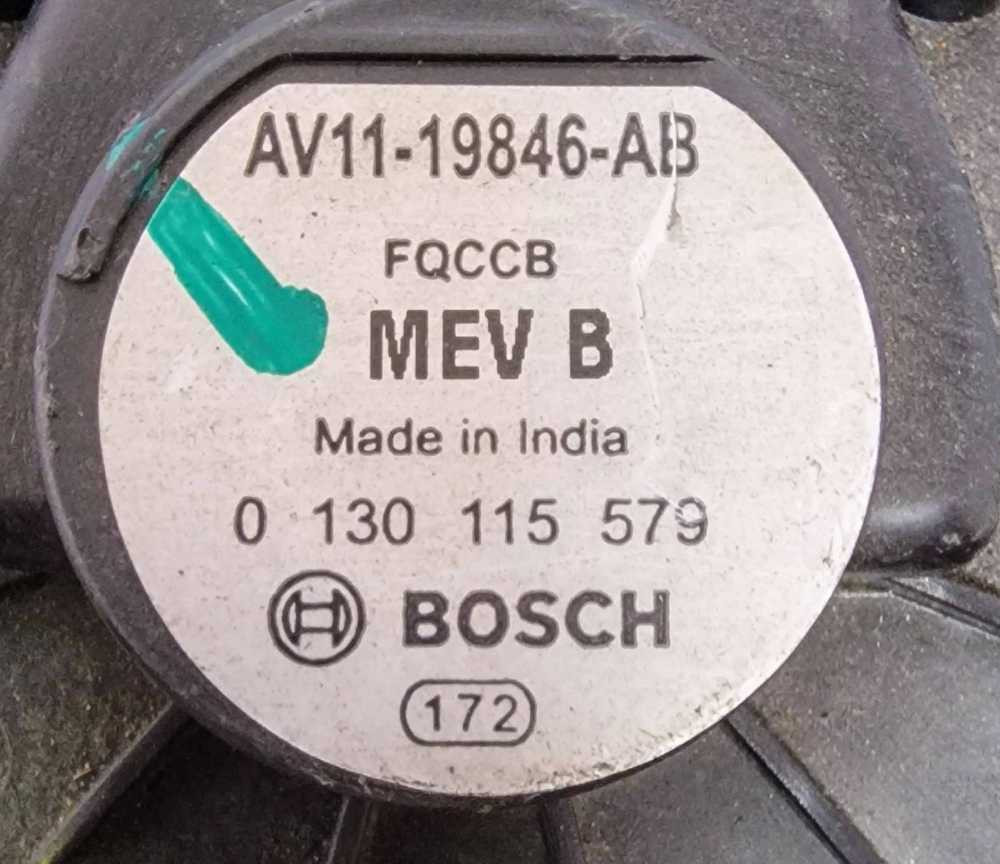 AV11-19846-AB
FQCCB
MEV B
Made in India
0 130 115 579
BOSCH
172